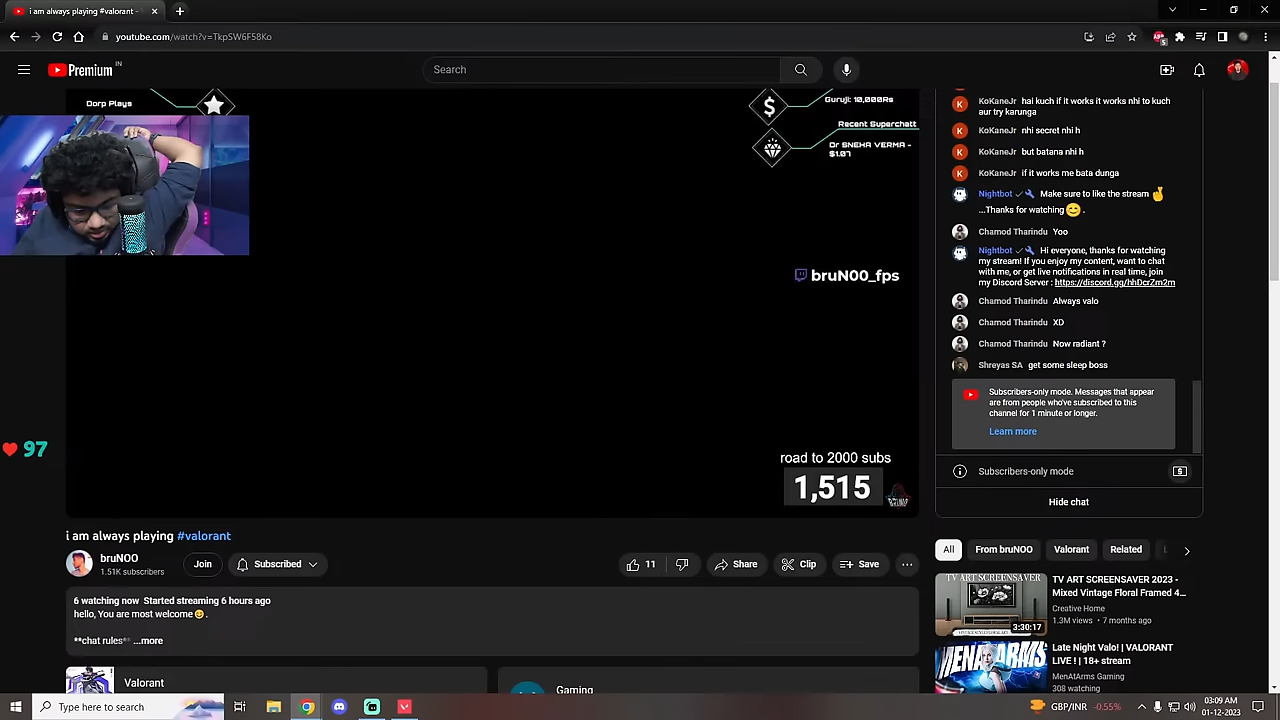 i am always playing #valorant -
youtube.com/watch?v=TkpSW6F58Ko
Premium IN
Search
Dorp Plays
Guruji: 10,000Rs
Recent Superchatt
Dr SNEHA VERMA -
$1.07
bruN00_fps
97
road to 2000 subs
1,515
KoKaneJr hai kuch if it works it works nhi to kuch
aur try karunga
KoKaneJr nhi secret nhi h
KoKaneJr but batana nhi h
KoKaneJr if it works me bata dunga
Nightbot Make sure to like the stream ✌
...Thanks for watching😊.
Chamod Tharindu Yoo
Nightbot Hi everyone, thanks for watching
my stream! If you enjoy my content, want to chat
with me, or get live notifications in real time, join
my Discord Server : https://discord.gg/hhDcrZm2m
Chamod Tharindu Always valo
Chamod Tharindu XD
Chamod Tharindu Now radiant ?
Shreyas SA get some sleep boss
Subscribers-only mode. Messages that appear
are from people who've subscribed to this
channel for 1 minute or longer.
Learn more
Subscribers-only mode
Hide chat
i am always playing #valorant
bruNOO
1.51K subscribers
Join
Subscribed
11
Share
Clip
Save
6 watching now Started streaming 6 hours ago
hello, You are most welcome😊.
**chat rules** ...more
Valorant
Gaming
All
From bruNOO
Valorant
Related
TV ART SCREENSAVER
3:30:17
TV ART SCREENSAVER 2023 -
Mixed Vintage Floral Framed 4...
Creative Home
1.3M views • 7 months ago
MENATARMS
Late Night Valo! | VALORANT
LIVE ! | 18+ stream
MenAtArms Gaming
308 watching
Type here to search
GBP/INR -0.55%
03:09 AM
01-12-2023